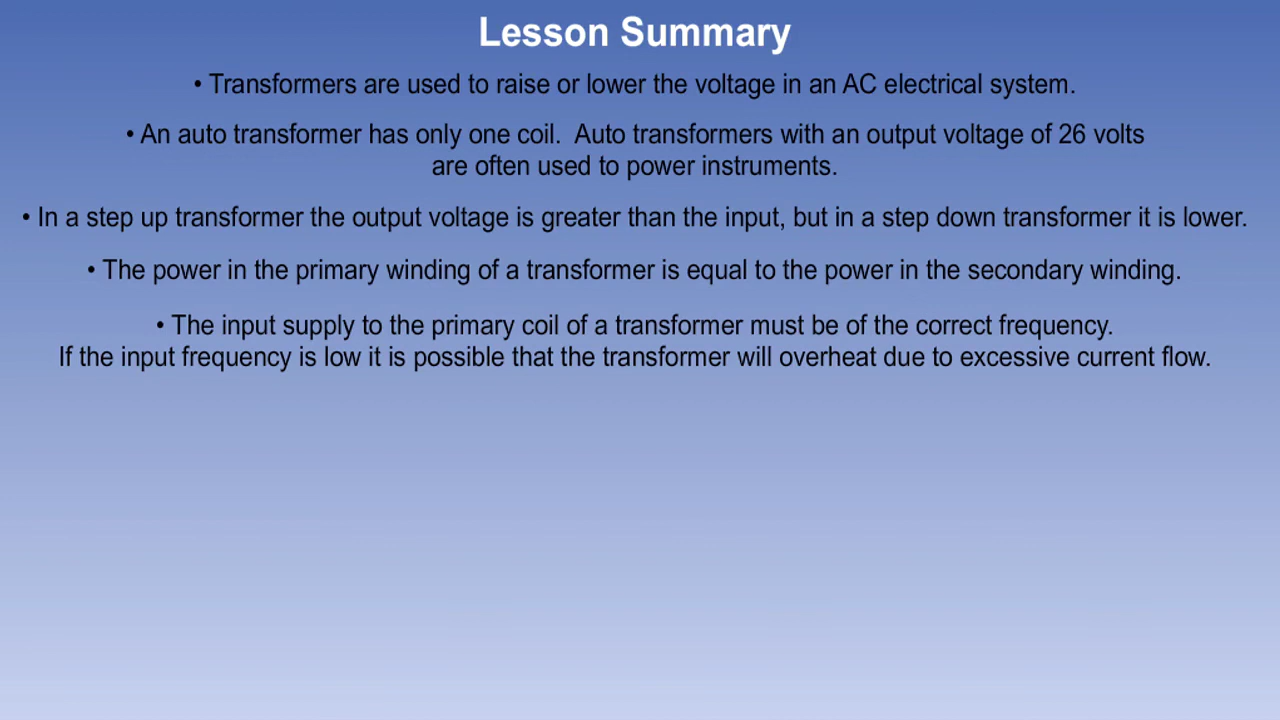 Lesson Summary
• Transformers are used to raise or lower the voltage in an AC electrical system.
• An auto transformer has only one coil.  Auto transformers with an output voltage of 26 volts
are often used to power instruments.
• In a step up transformer the output voltage is greater than the input, but in a step down transformer it is lower.
• The power in the primary winding of a transformer is equal to the power in the secondary winding.
• The input supply to the primary coil of a transformer must be of the correct frequency.
If the input frequency is low it is possible that the transformer will overheat due to excessive current flow.